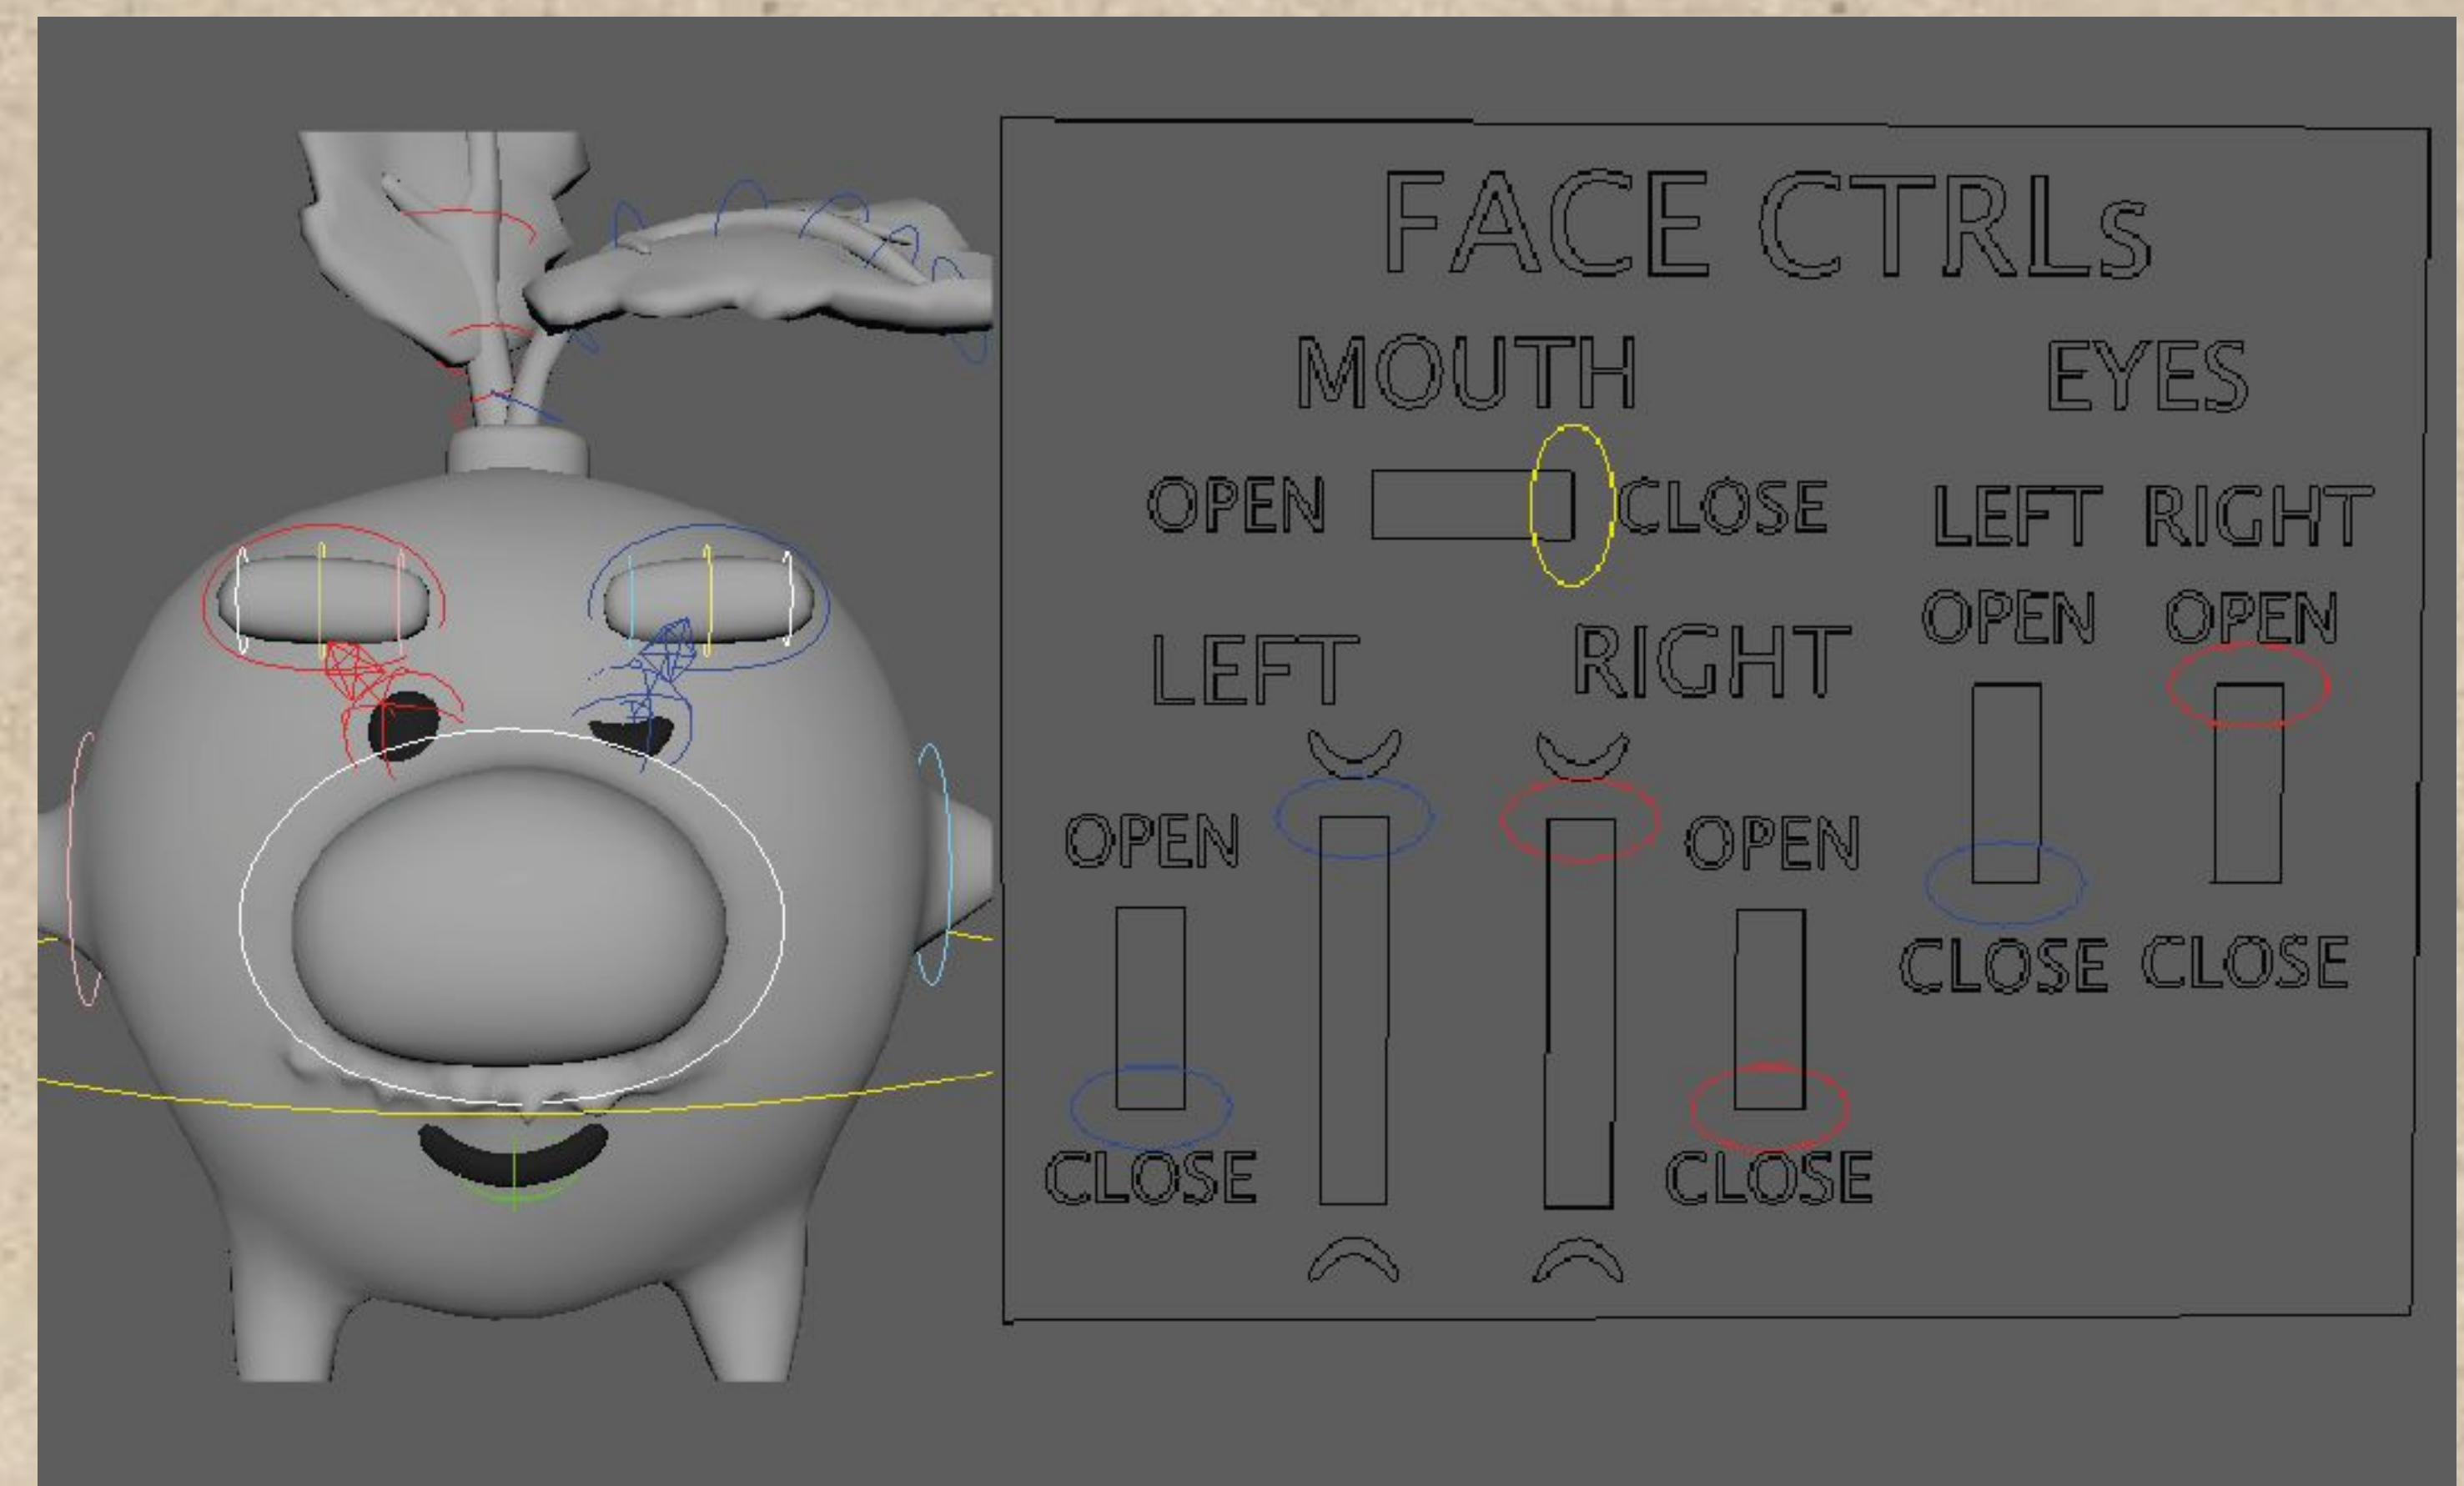 FACE CTRLs
MOUTH
OPEN CLOSE
LEFT RIGHT
OPEN
CLOSE
OPEN
CLOSE
EYES
LEFT RIGHT
OPEN OPEN
CLOSE CLOSE